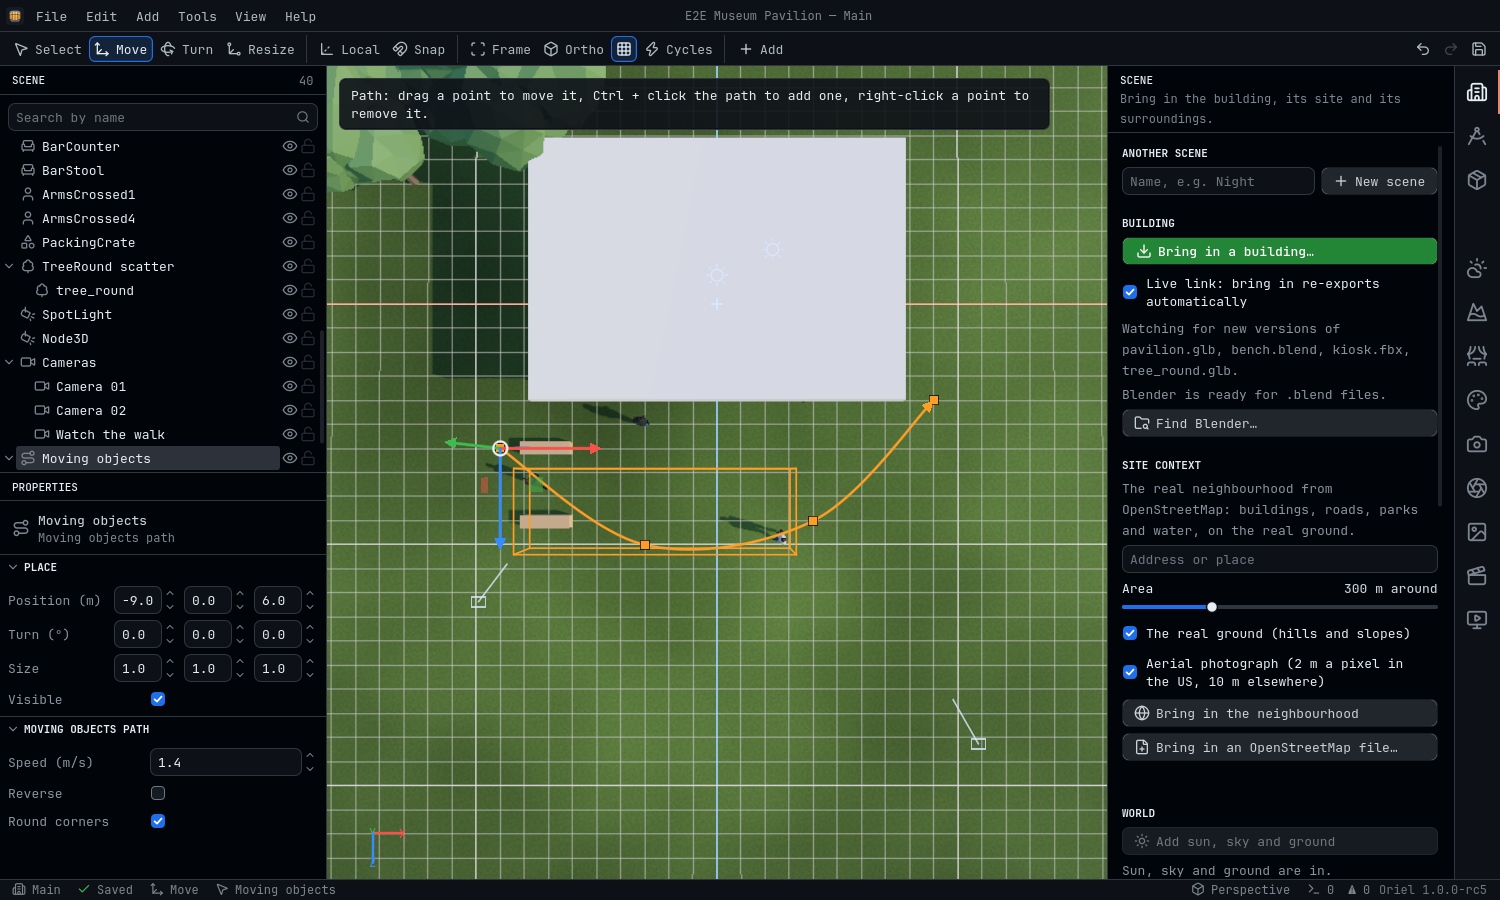 File Edit Add Tools View Help
E2E Museum Pavilion — Main
Select Move Turn Resize Local Snap Frame Ortho Cycles Add
SCENE 40
Search by name
BarCounter
BarStool
ArmsCrossed1
ArmsCrossed4
PackingCrate
TreeRound scatter
tree_round
SpotLight
Node3D
Cameras
Camera 01
Camera 02
Watch the walk
Moving objects
PROPERTIES
Moving objects
Moving objects path
PLACE
Position (m) -9.0 0.0 6.0
Turn (°) 0.0 0.0 0.0
Size 1.0 1.0 1.0
Visible
MOVING OBJECTS PATH
Speed (m/s) 1.4
Reverse
Round corners
Path: drag a point to move it, Ctrl + click the path to add one, right-click a point to
remove it.
Y
X
Z
SCENE
Bring in the building, its site and its
surroundings.
ANOTHER SCENE
Name, e.g. Night New scene
BUILDING
Bring in a building…
Live link: bring in re-exports
automatically
Watching for new versions of
pavilion.glb, bench.blend, kiosk.fbx,
tree_round.glb.
Blender is ready for .blend files.
Find Blender…
SITE CONTEXT
The real neighbourhood from
OpenStreetMap: buildings, roads, parks
and water, on the real ground.
Address or place
Area 300 m around
The real ground (hills and slopes)
Aerial photograph (2 m a pixel in
the US, 10 m elsewhere)
Bring in the neighbourhood
Bring in an OpenStreetMap file…
WORLD
Add sun, sky and ground
Sun, sky and ground are in.
Main Saved Move Moving objects
Perspective 0 0 Oriel 1.0.0-rc5